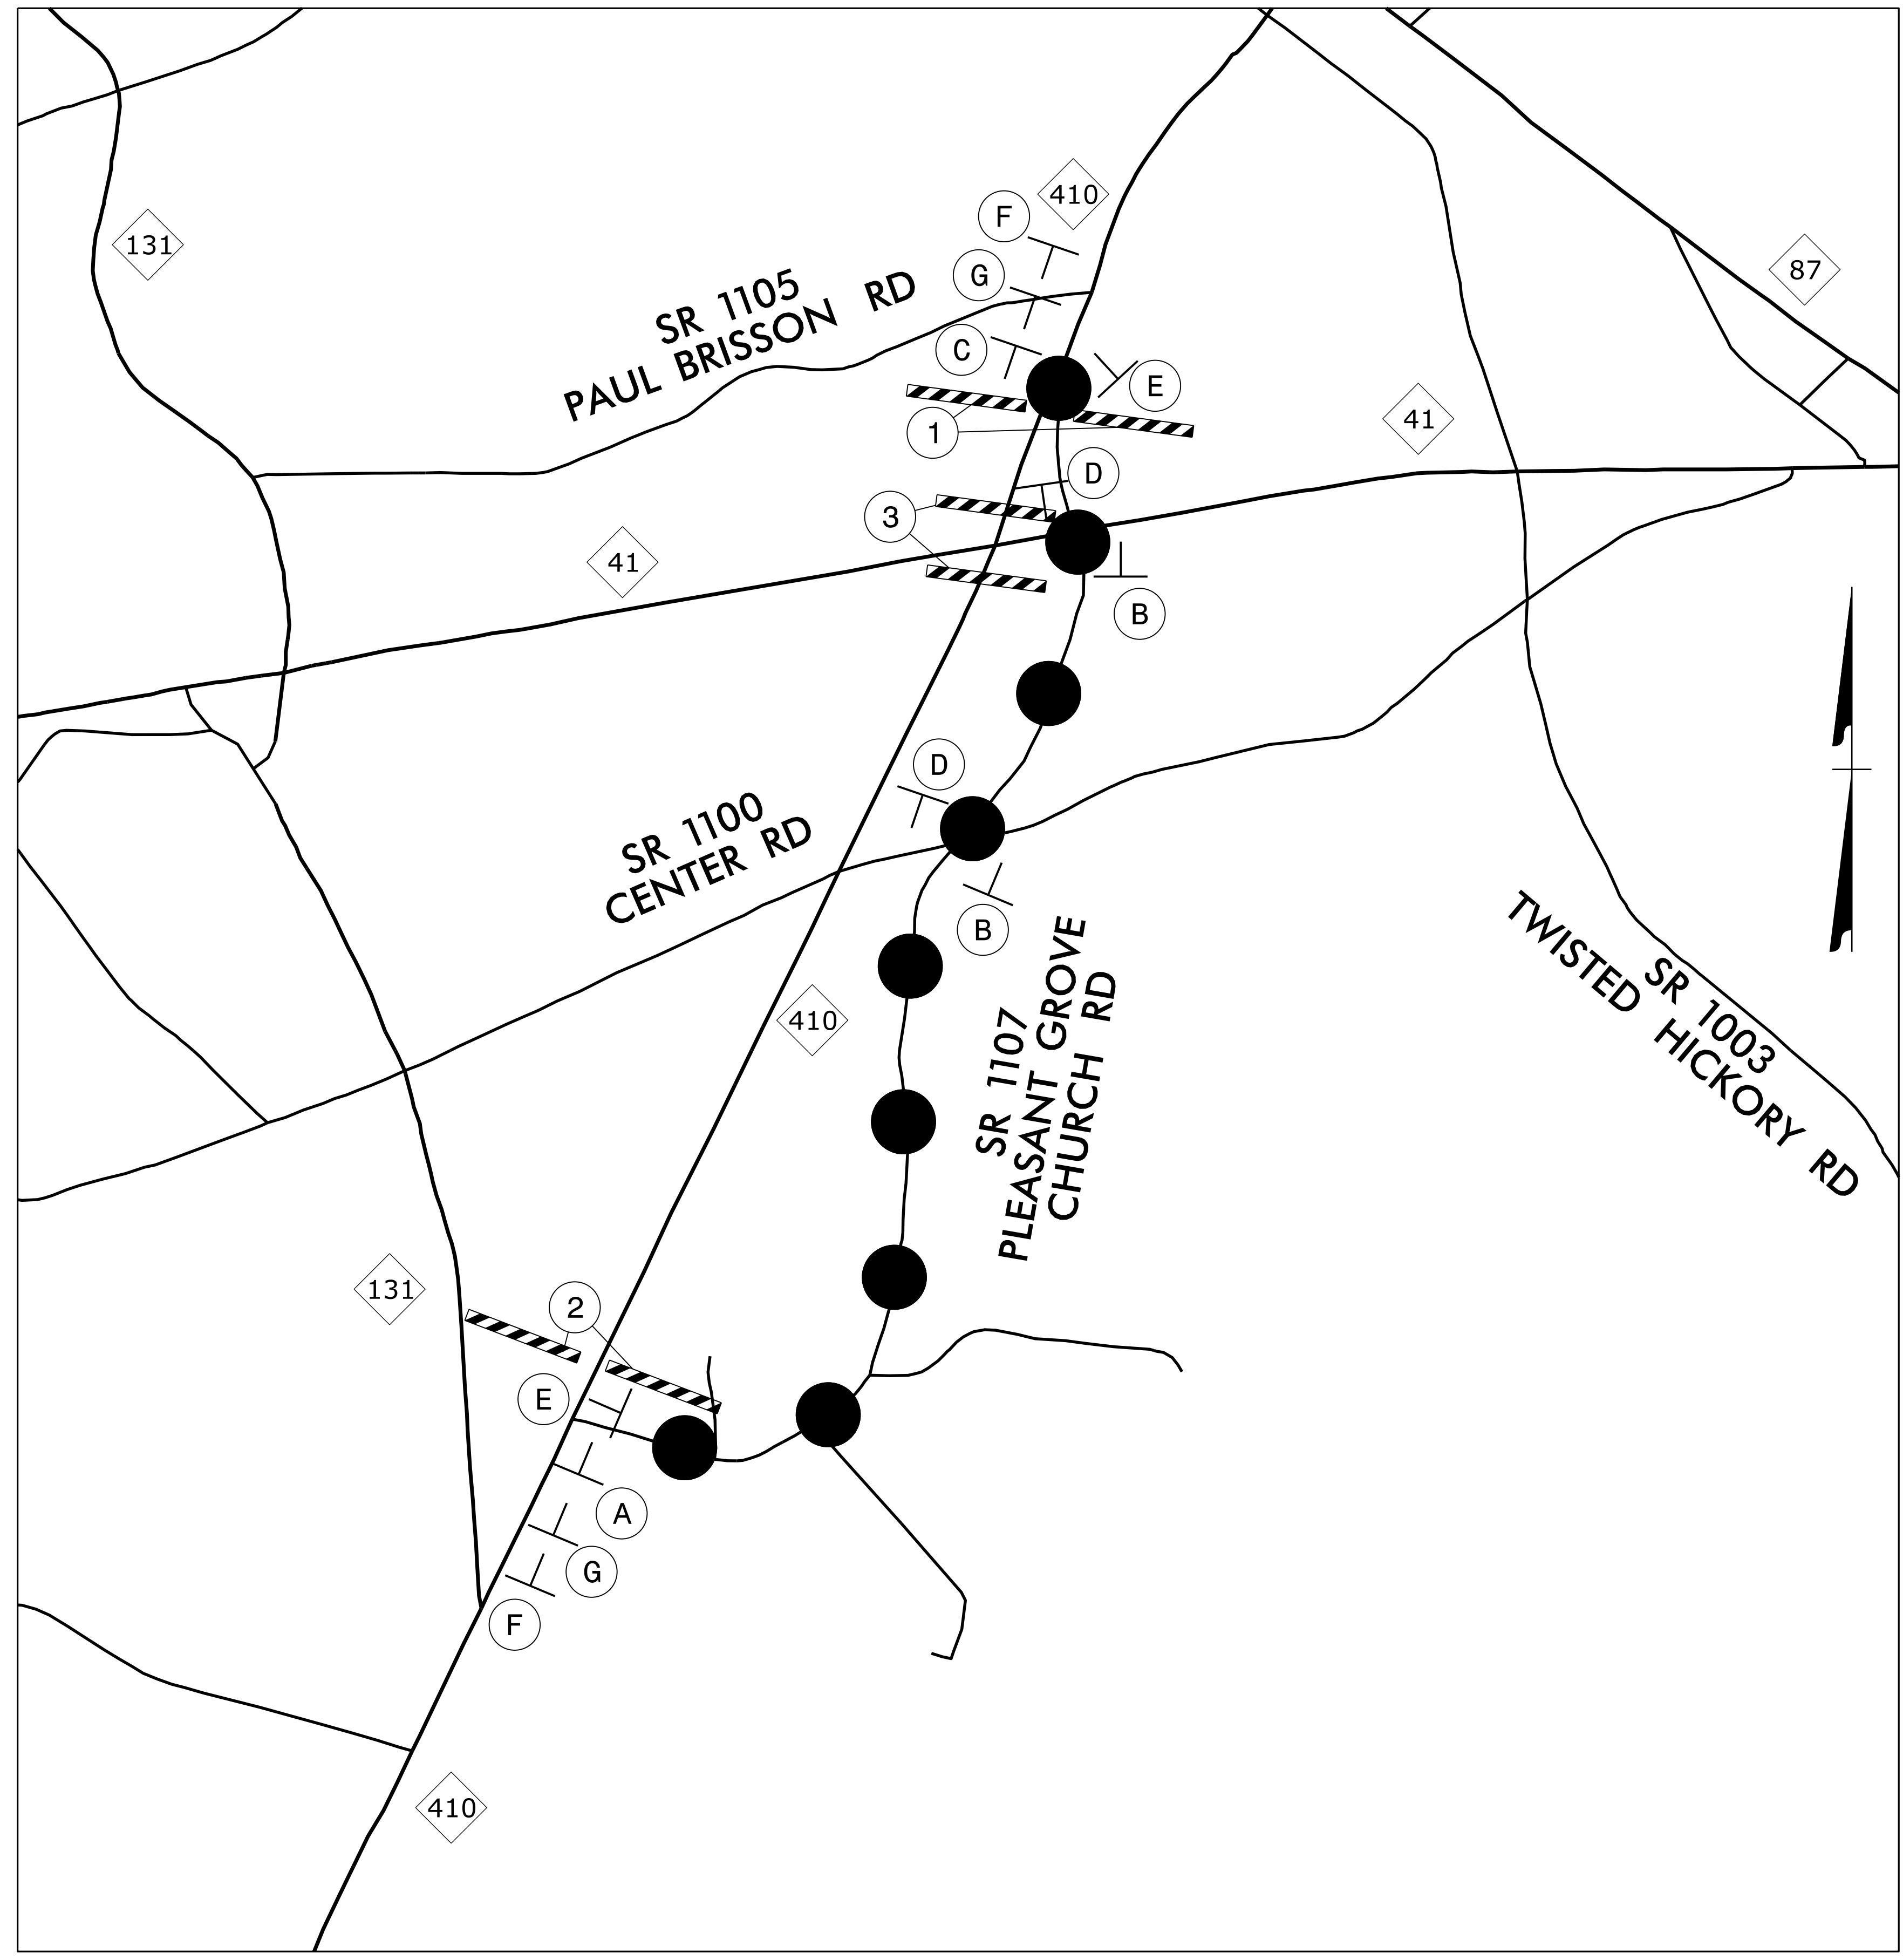 410
F
131
G
87
SR 1105
PAUL BRISSON RD
C
E
41
1
D
3
41
B
D
SR 1100
CENTER RD
B
SR 1107
PLEASANT GROVE
CHURCH RD
410
SR 1003
TWISTED HICKORY RD
131
2
E
A
G
F
410